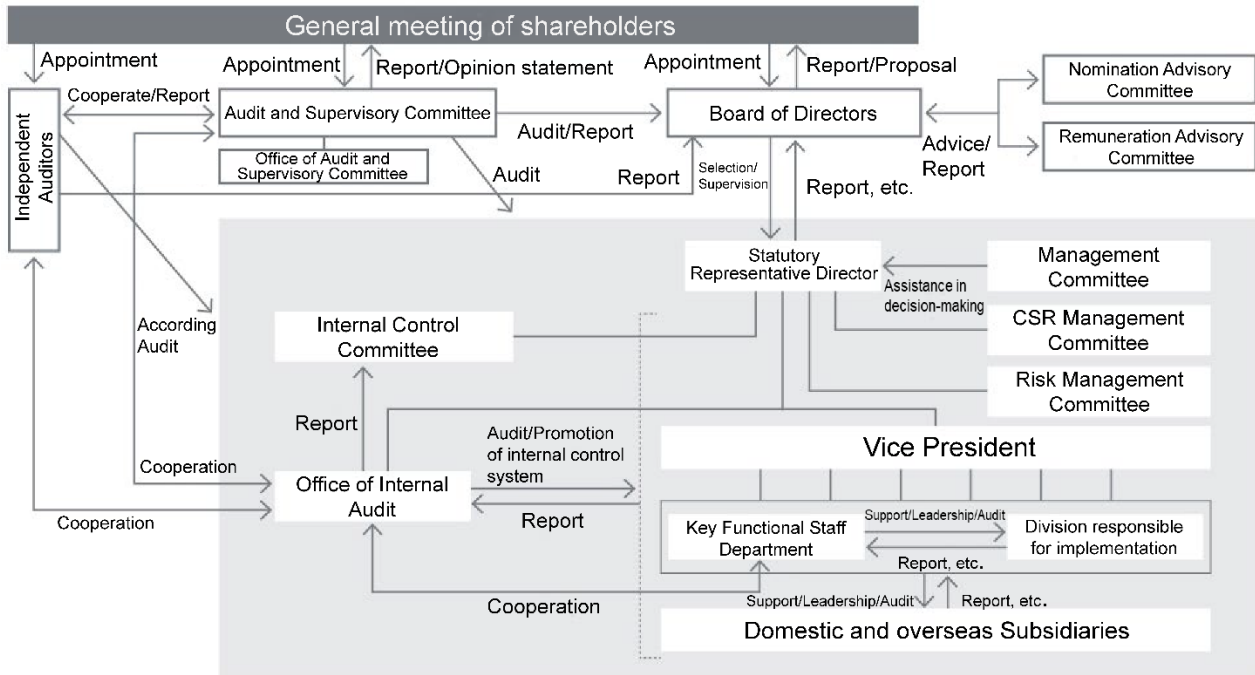 General meeting of shareholders
Appointment
Appointment
Report/Opinion statement
Appointment
Report/Proposal
Cooperate/Report
Audit and Supervisory Committee
Audit/Report
Board of Directors
Advice/
Report
Nomination Advisory
Committee
Remuneration Advisory
Committee
Office of Audit and
Supervisory Committee
Independent
Auditors
Audit
Report
Selection/
Supervision
Report, etc.
Statutory
Representative Director
Management
Committee
Assistance in
decision-making
According
Audit
Internal Control
Committee
CSR Management
Committee
Risk Management
Committee
Report
Audit/Promotion
of internal control
system
Vice President
Cooperation
Office of Internal
Audit
Report
Cooperation
Key Functional Staff
Department
Support/Leadership/Audit
Division responsible
for implementation
Report, etc.
Cooperation
Support/Leadership/Audit
Report, etc.
Domestic and overseas Subsidiaries